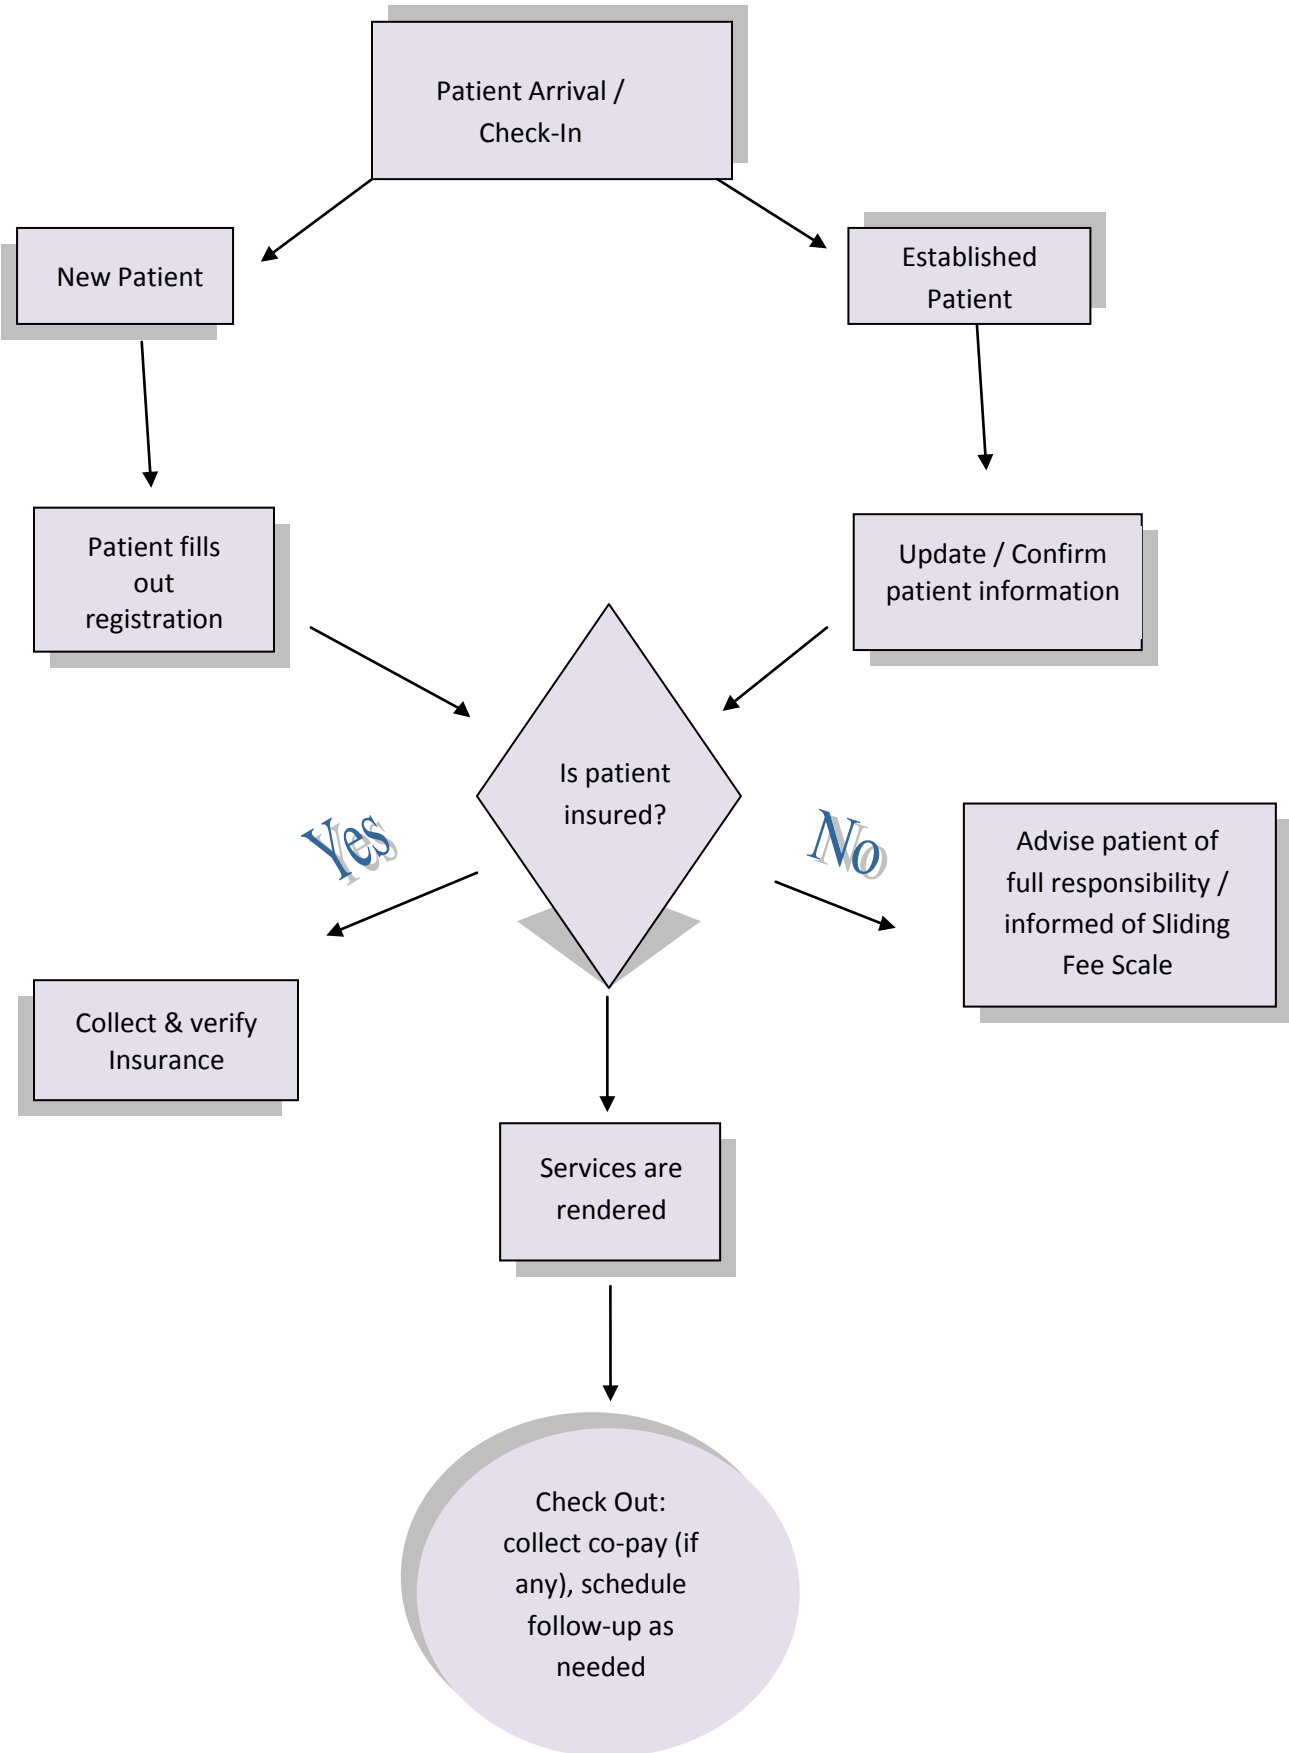 Patient Arrival /
Check-In
New Patient
Established
Patient
Patient fills
out
registration
Update / Confirm
patient information
Is patient
insured?
Yes
No
Advise patient of
full responsibility /
informed of Sliding
Fee Scale
Collect & verify
Insurance
Services are
rendered
Check Out:
collect co-pay (if
any), schedule
follow-up as
needed